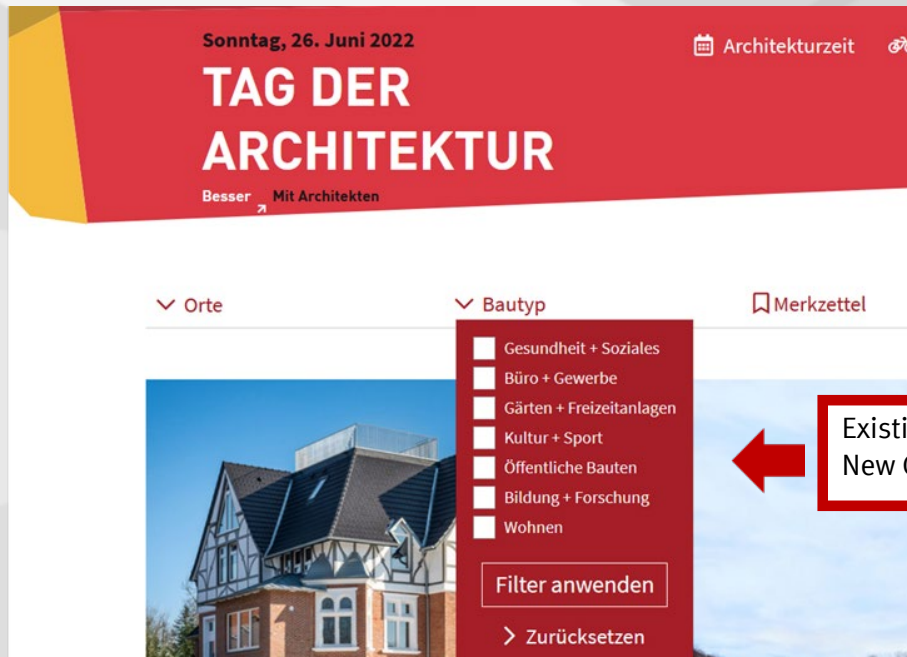 Sonntag, 26. Juni 2022
Architekturzeit
TAG DER
ARCHITEKTUR
Besser Mit Architekten
Orte
Bautyp
Merkzettel
Gesundheit + Soziales
Büro + Gewerbe
Gärten + Freizeitanlagen
Kultur + Sport
Öffentliche Bauten
Bildung + Forschung
Wohnen
Filter anwenden
Zurücksetzen
New